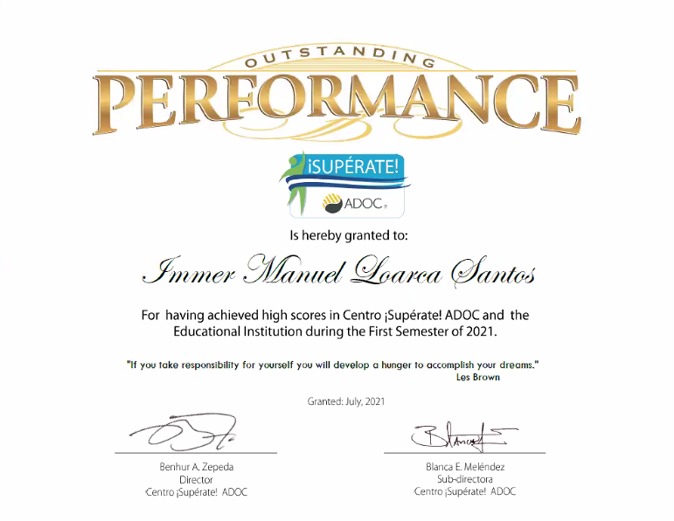 OUTSTANDING
PERFORMANCE
¡SUPÉRATE!
ADOC®
Is hereby granted to:
Immer Manuel Loarca Santos
For having achieved high scores in Centro ¡Supérate! ADOC and the
Educational Institution during the First Semester of 2021.
"If you take responsibility for yourself you will develop a hunger to accomplish your dreams."
Les Brown
Granted: July, 2021
Benhur A. Zepeda
Director
Centro ¡Supérate! ADOC
Blanca E. Meléndez
Sub-directora
Centro ¡Supérate! ADOC